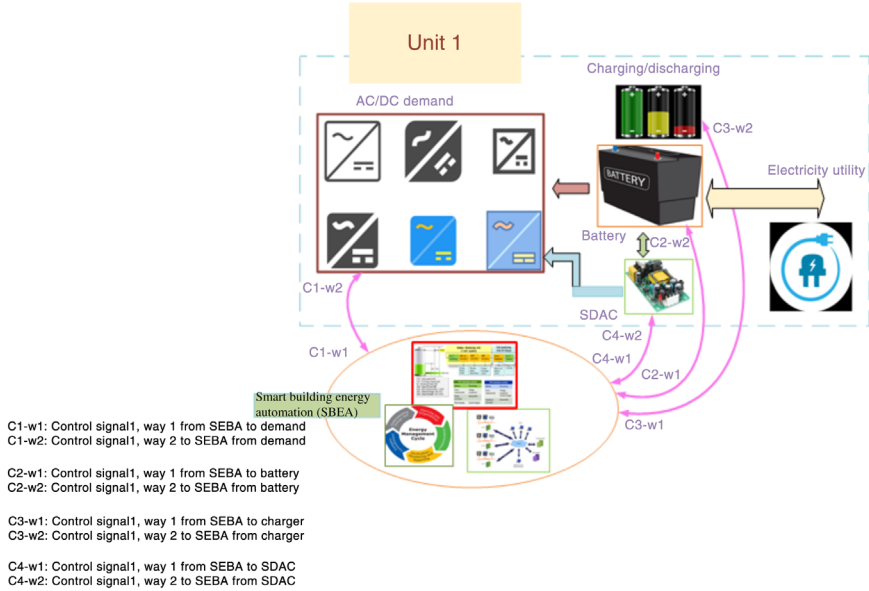 Unit 1
Charging/discharging
AC/DC demand
C3-w2
Electricity utility
BATTERY
Battery
C2-w2
C1-w2
SDAC
C4-w2
C1-w1
C4-w1
C2-w1
Smart building energy
automation (SBEA)
C3-w1
Energy
Management
Cycle
C1-w1: Control signal1, way 1 from SEBA to demand
C1-w2: Control signal1, way 2 to SEBA from demand
C2-w1: Control signal1, way 1 from SEBA to battery
C2-w2: Control signal1, way 2 to SEBA from battery
C3-w1: Control signal1, way 1 from SEBA to charger
C3-w2: Control signal1, way 2 to SEBA from charger
C4-w1: Control signal1, way 1 from SEBA to SDAC
C4-w2: Control signal1, way 2 to SEBA from SDAC